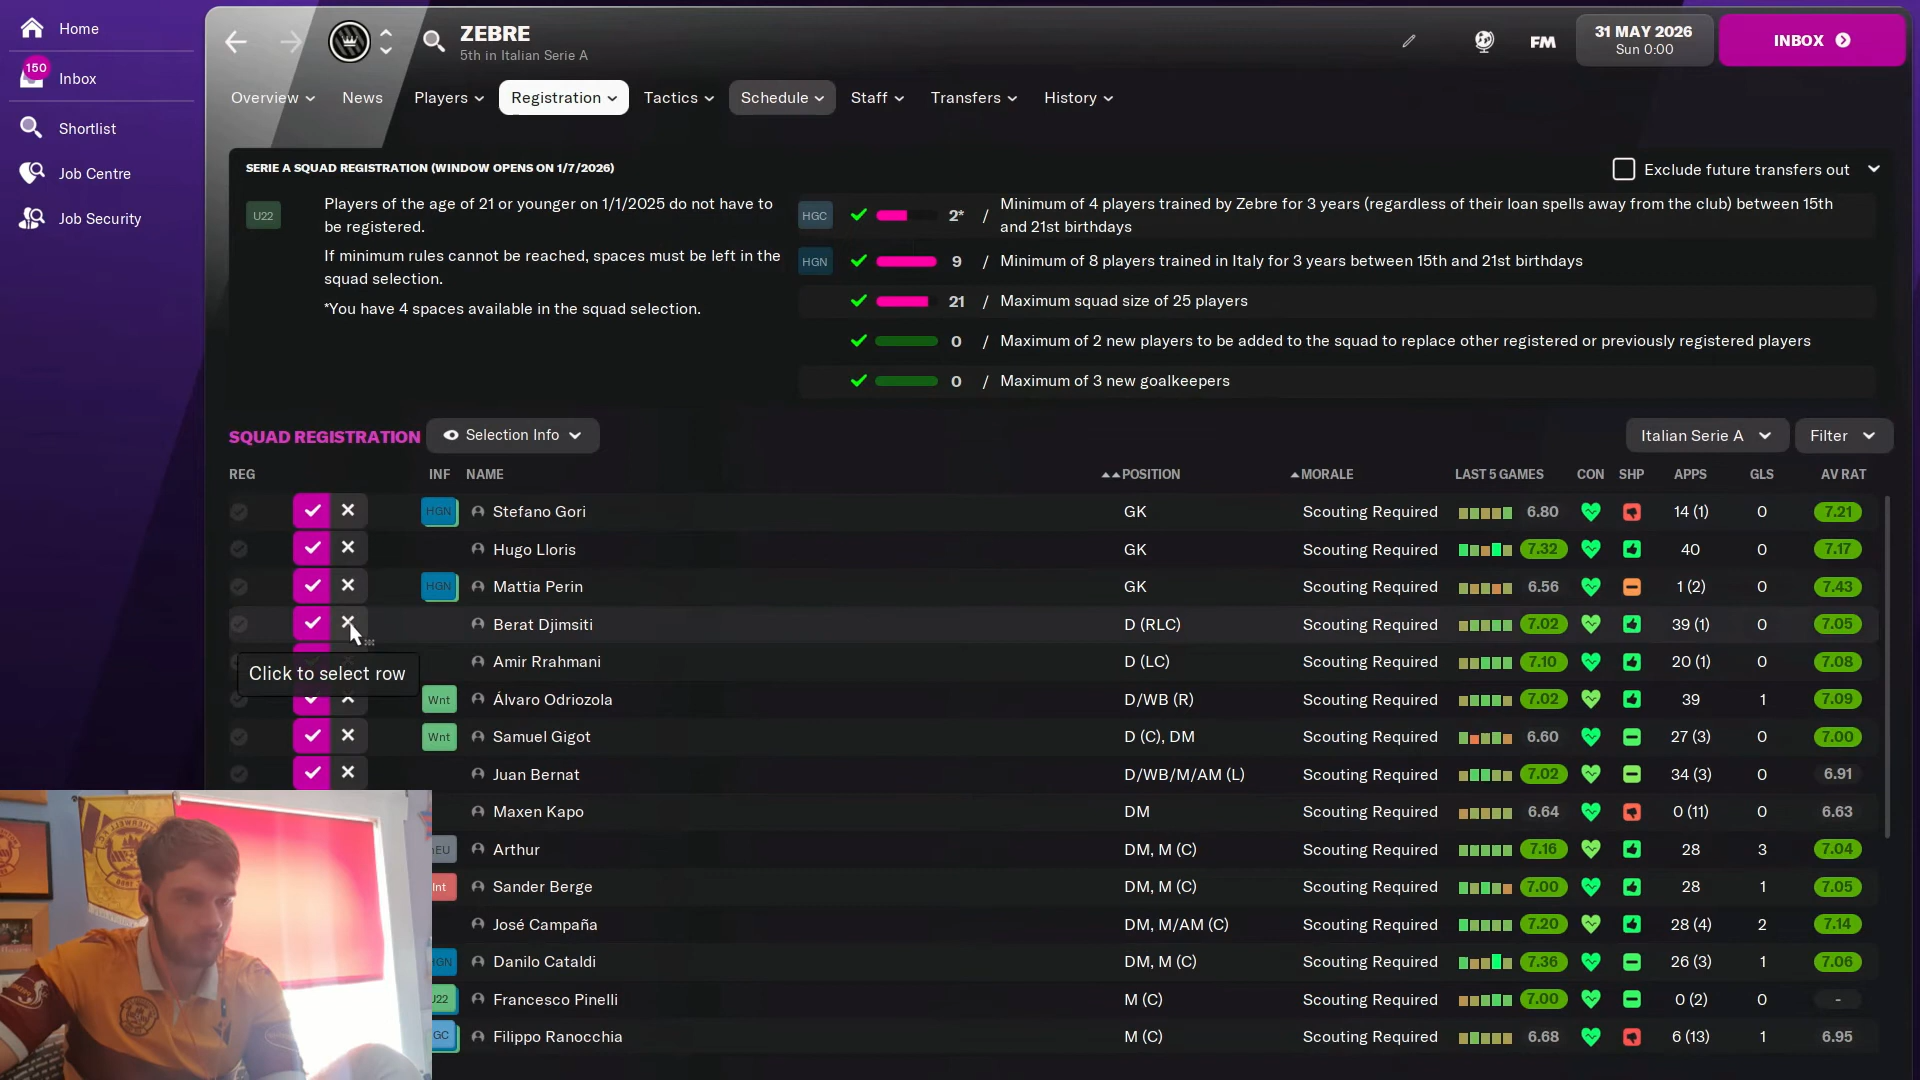 Home
150
Inbox
Shortlist
Job Centre
Job Security
ZEBRE
5th in Italian Serie A
FM
31 MAY 2026
Sun 0:00
INBOX
Overview
News
Players
Registration
Tactics
Schedule
Staff
Transfers
History
SERIE A SQUAD REGISTRATION (WINDOW OPENS ON 1/7/2026)
Exclude future transfers out
U22
Players of the age of 21 or younger on 1/1/2025 do not have to
be registered.
If minimum rules cannot be reached, spaces must be left in the
squad selection.
*You have 4 spaces available in the squad selection.
HGC 2* / Minimum of 4 players trained by Zebre for 3 years (regardless of their loan spells away from the club) between 15th
and 21st birthdays
HGN 9 / Minimum of 8 players trained in Italy for 3 years between 15th and 21st birthdays
21 / Maximum squad size of 25 players
0 / Maximum of 2 new players to be added to the squad to replace other registered or previously registered players
0 / Maximum of 3 new goalkeepers
SQUAD REGISTRATION
Selection Info
Italian Serie A
Filter
REG INF NAME POSITION MORALE LAST 5 GAMES CON SHP APPS GLS AV RAT
HGN Stefano Gori GK Scouting Required 6.80 14 (1) 0 7.21
Hugo Lloris GK Scouting Required 7.32 40 0 7.17
HGN Mattia Perin GK Scouting Required 6.56 1 (2) 0 7.43
Berat Djimsiti D (RLC) Scouting Required 7.02 39 (1) 0 7.05
Amir Rrahmani D (LC) Scouting Required 7.10 20 (1) 0 7.08
Click to select row
Wnt Álvaro Odriozola D/WB (R) Scouting Required 7.02 39 1 7.09
Wnt Samuel Gigot D (C), DM Scouting Required 6.60 27 (3) 0 7.00
Juan Bernat D/WB/M/AM (L) Scouting Required 7.02 34 (3) 0 6.91
Maxen Kapo DM Scouting Required 6.64 0 (11) 0 6.63
EU Arthur DM, M (C) Scouting Required 7.16 28 3 7.04
Int Sander Berge DM, M (C) Scouting Required 7.00 28 1 7.05
José Campaña DM, M/AM (C) Scouting Required 7.20 28 (4) 2 7.14
GN Danilo Cataldi DM, M (C) Scouting Required 7.36 26 (3) 1 7.06
U22 Francesco Pinelli M (C) Scouting Required 7.00 0 (2) 0 -
GC Filippo Ranocchia M (C) Scouting Required 6.68 6 (13) 1 6.95